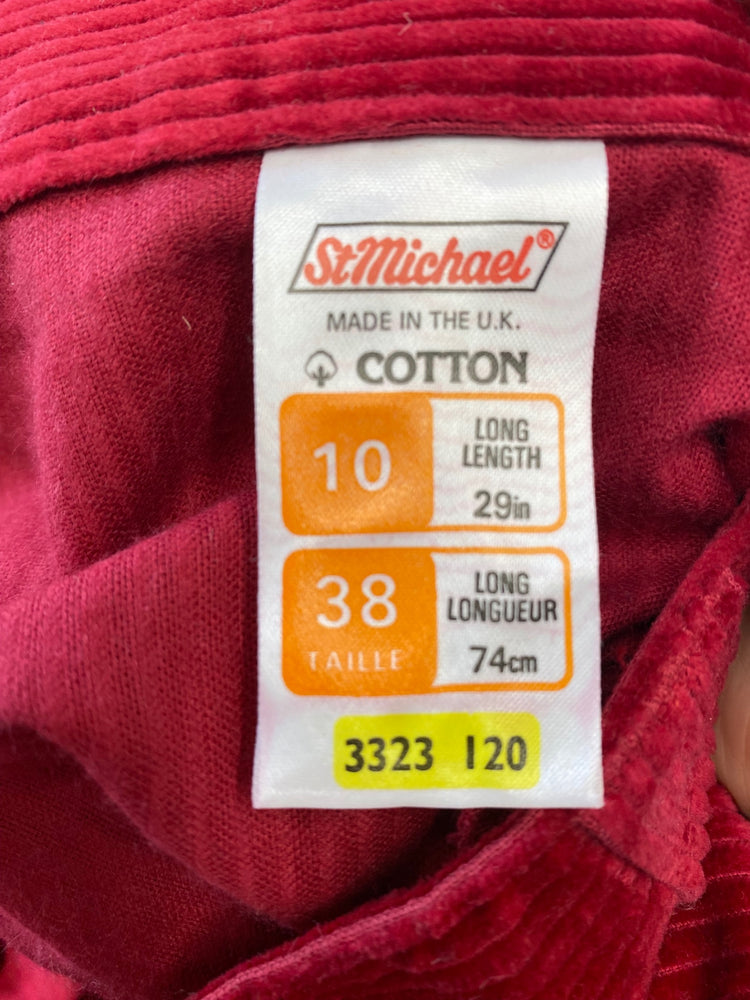 StMichael®
MADE IN THE U.K.
COTTON
10
LONG
LENGTH
29in
38
TAILLE
LONG
LONGUEUR
74cm
3323 120